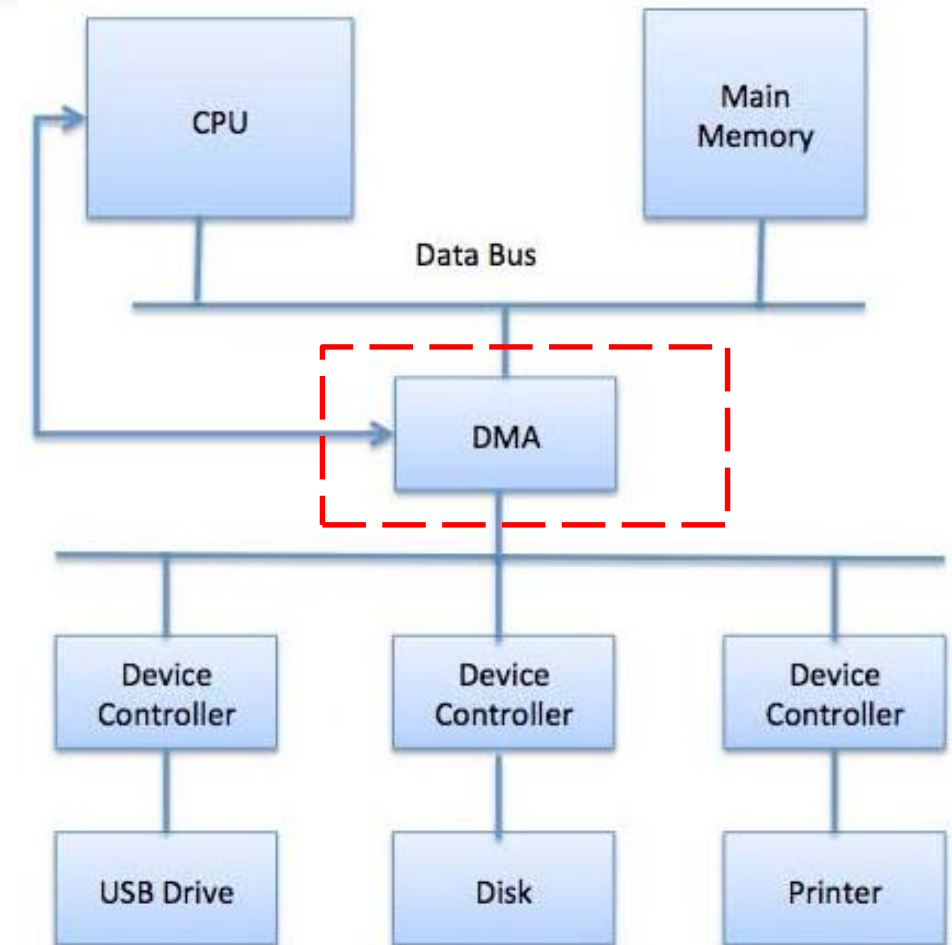 CPU
Main
Memory
Data Bus
DMA
Device
Controller
Device
Controller
Device
Controller
USB Drive
Disk
Printer